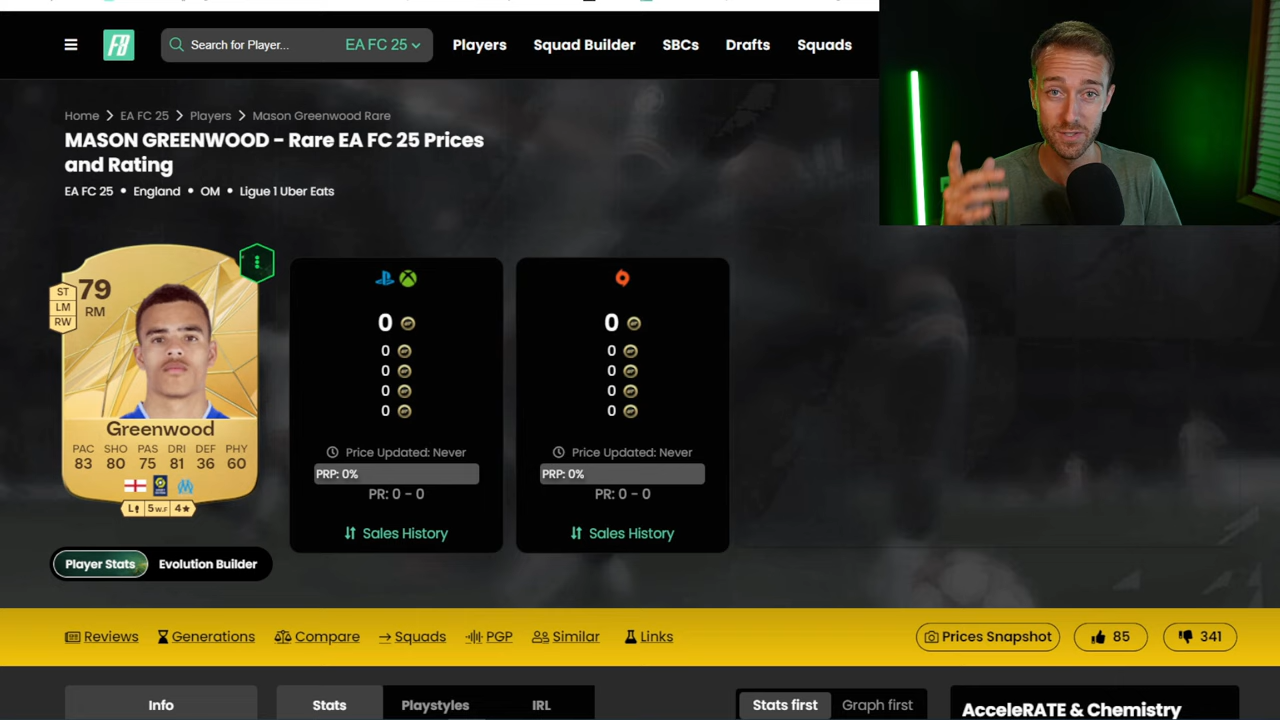 FB
Search for Player...
EA FC 25
Players
Squad Builder
SBCs
Drafts
Squads
Home > EA FC 25 > Players > Mason Greenwood Rare
MASON GREENWOOD - Rare EA FC 25 Prices
and Rating
EA FC 25 • England • OM • Ligue 1 Uber Eats
79
RM
ST
LM
RW
Greenwood
PAC SHO PAS DRI DEF PHY
83 80 75 81 36 60
L 5 W.F 4★
0
0
0
0
0
Price Updated: Never
PRP: 0%
PR: 0 - 0
Sales History
0
0
0
0
0
Price Updated: Never
PRP: 0%
PR: 0 - 0
Sales History
Player Stats
Evolution Builder
Reviews
Generations
Compare
Squads
PGP
Similar
Links
Prices Snapshot
85
341
Info
Stats
Playstyles
IRL
Stats first
Graph first
AcceleRATE & Chemistry